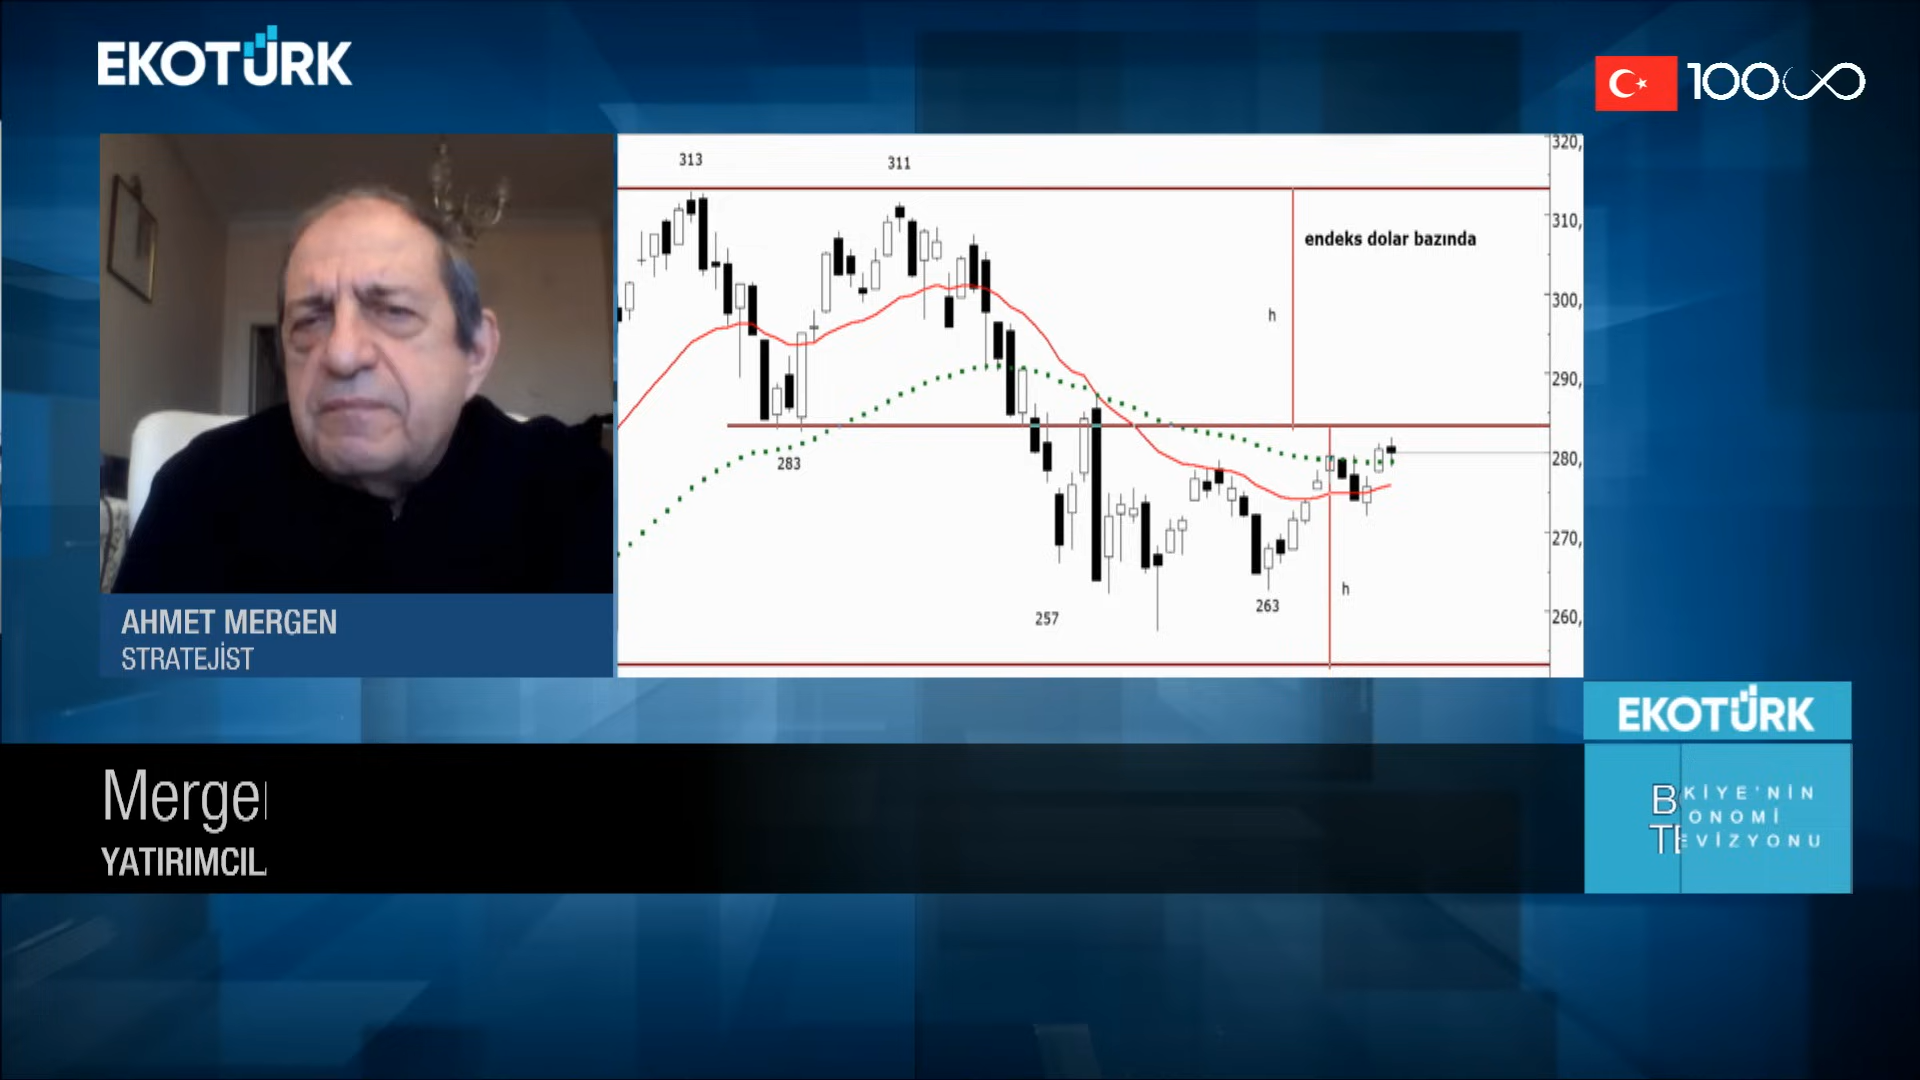 EKOTÜRK
100
313
311
320,
310,
endeks dolar bazında
300,
h
290,
283
280,
270,
h
263
257
260,
AHMET MERGEN
STRATEJİST
EKOTÜRK
YATIRIMCIL